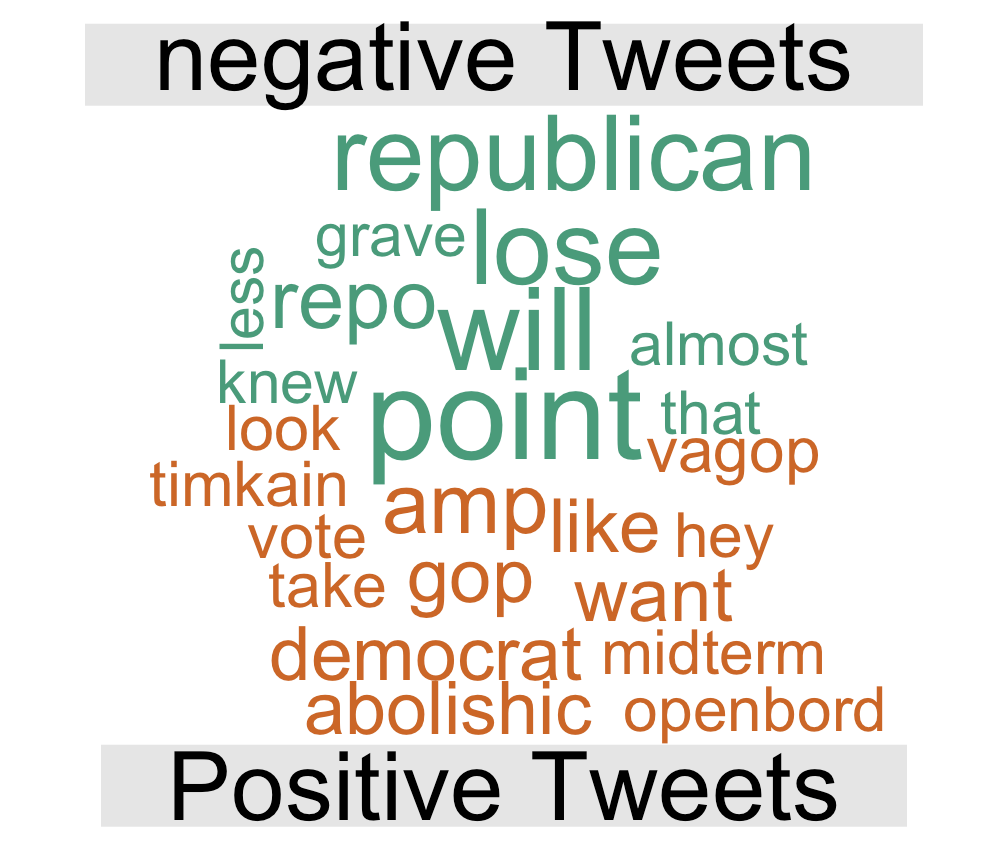 negative Tweets
republican
grave lose
less repo will almost
knew point that
look vagop
timkain amp like hey
vote
take gop want
democrat midterm
abolishic openbord
Positive Tweets